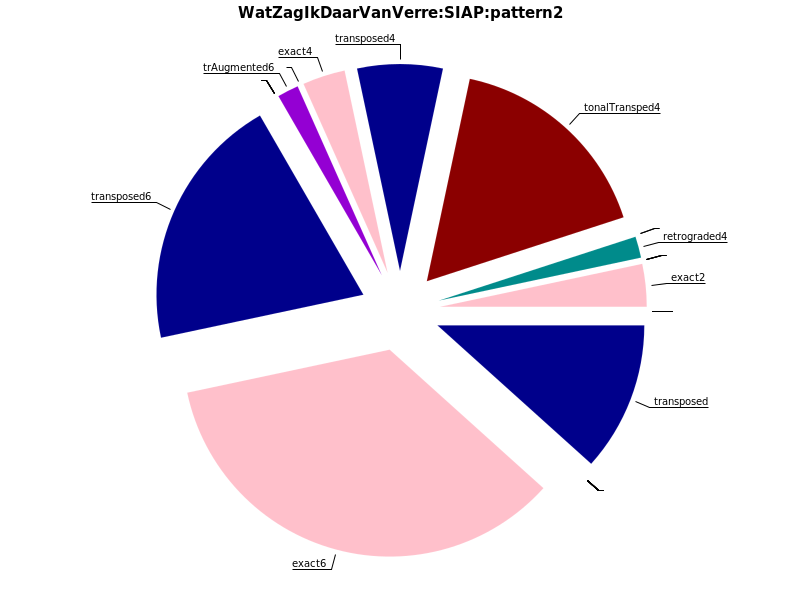 WatZagIkDaarVanVerre:SIAP:pattern2
transposed4
exact4
trAugmented6
tonalTransped4
transposed6
retrograded4
exact2
transposed
exact6